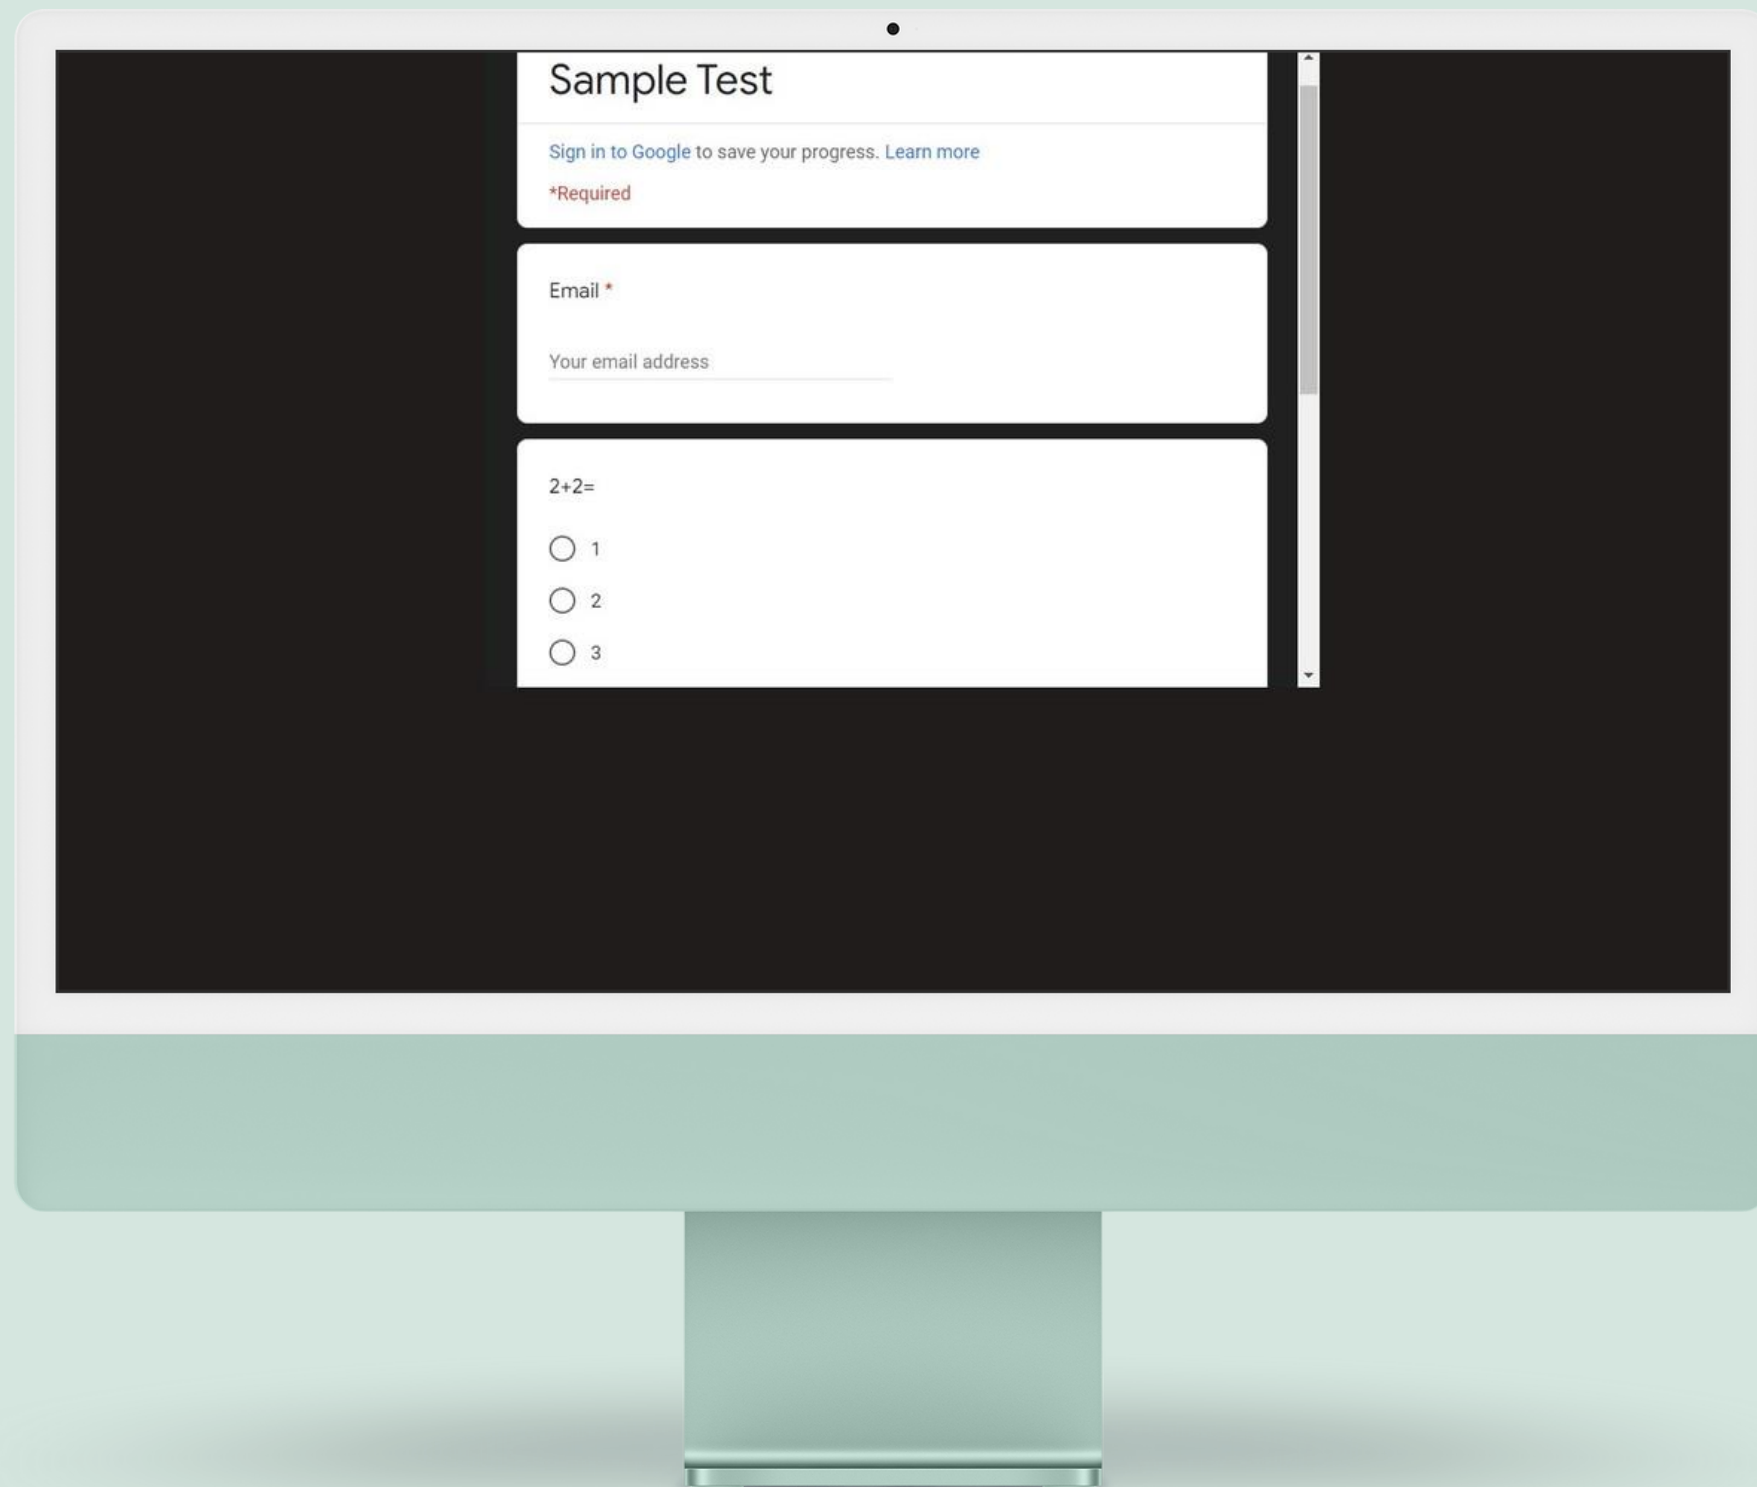 Sample Test
Sign in to Google to save your progress. Learn more
*Required
Email *
Your email address
2+2=
1
2
3